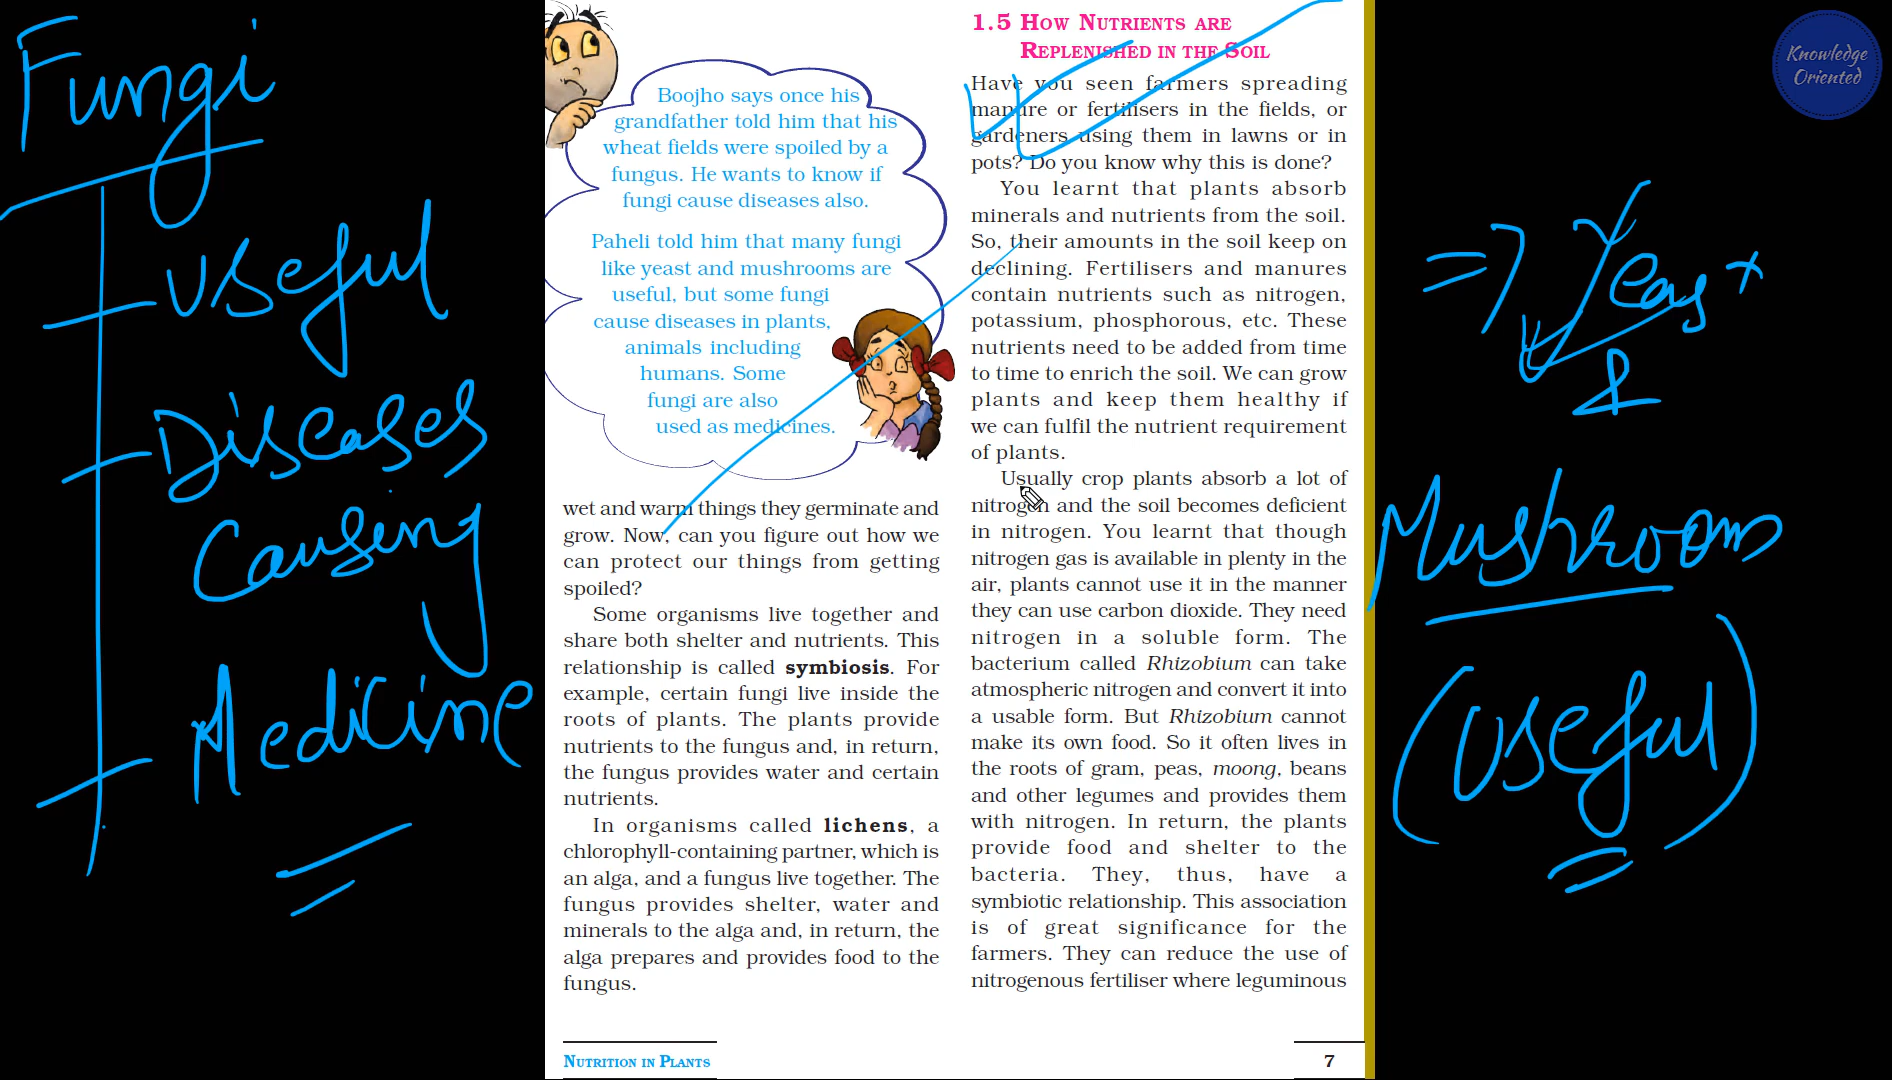 Fungi
Useful
Diseases
Causing
Medicine
Boojho says once his
grandfather told him that his
wheat fields were spoiled by a
fungus. He wants to know if
fungi cause diseases also.
Paheli told him that many fungi
like yeast and mushrooms are
useful, but some fungi
cause diseases in plants,
animals including
humans. Some
fungi are also
used as medicines.
wet and warm things they germinate and
grow. Now, can you figure out how we
can protect our things from getting
spoiled?
Some organisms live together and
share both shelter and nutrients. This
relationship is called symbiosis. For
example, certain fungi live inside the
roots of plants. The plants provide
nutrients to the fungus and, in return,
the fungus provides water and certain
nutrients.
In organisms called lichens, a
chlorophyll-containing partner, which is
an alga, and a fungus live together. The
fungus provides shelter, water and
minerals to the alga and, in return, the
alga prepares and provides food to the
fungus.
1.5 HOW NUTRIENTS ARE
REPLENISHED IN THE SOIL
Have you seen farmers spreading
manure or fertilisers in the fields, or
gardeners using them in lawns or in
pots? Do you know why this is done?
You learnt that plants absorb
minerals and nutrients from the soil.
So, their amounts in the soil keep on
declining. Fertilisers and manures
contain nutrients such as nitrogen,
potassium, phosphorous, etc. These
nutrients need to be added from time
to time to enrich the soil. We can grow
plants and keep them healthy if
we can fulfil the nutrient requirement
of plants.
Usually crop plants absorb a lot of
nitrogen and the soil becomes deficient
in nitrogen. You learnt that though
nitrogen gas is available in plenty in the
air, plants cannot use it in the manner
they can use carbon dioxide. They need
nitrogen in a soluble form. The
bacterium called Rhizobium can take
atmospheric nitrogen and convert it into
a usable form. But Rhizobium cannot
make its own food. So it often lives in
the roots of gram, peas, moong, beans
and other legumes and provides them
with nitrogen. In return, the plants
provide food and shelter to the
bacteria. They, thus, have a
symbiotic relationship. This association
is of great significance for the
farmers. They can reduce the use of
nitrogenous fertiliser where leguminous
NUTRITION IN PLANTS
7
Knowledge
Oriented
=> Yeast
&
Mushroom
(Useful)